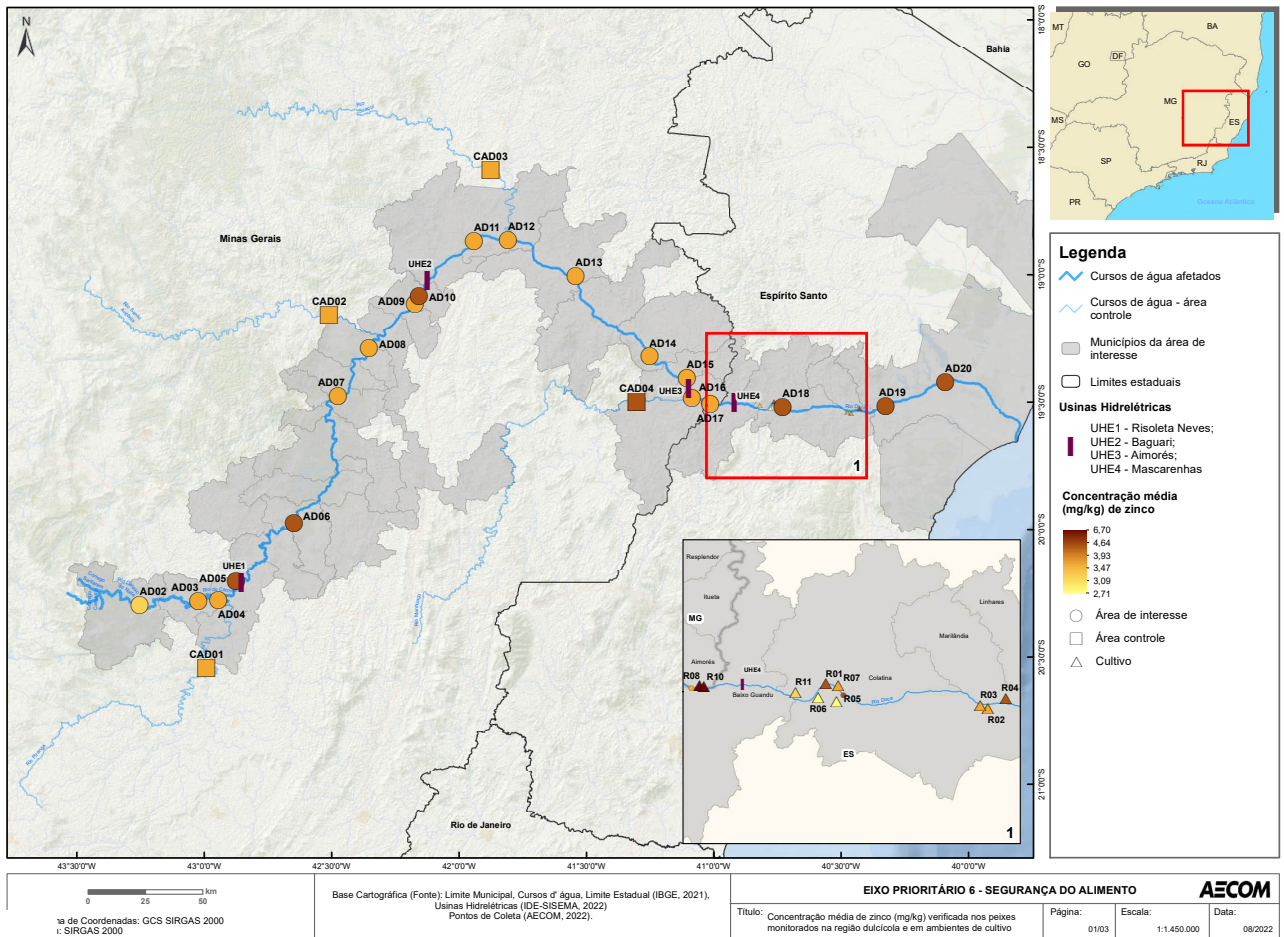 N
Bahia
Minas Gerais
Espírito Santo
Rio de Janeiro
CAD03
AD11
AD12
UHE2
AD13
CAD02
AD09
AD10
AD08
AD14
AD07
AD15
CAD04
UHE3
AD16
UHE4
AD17
AD18
Rio Doce
AD19
AD20
1
AD06
UHE1
AD05
AD02
AD03
AD04
CAD01
Rio Piranga
Rio Manhuaçu
43°30'0"W
43°0'0"W
42°30'0"W
42°0'0"W
41°30'0"W
41°0'0"W
40°30'0"W
40°0'0"W
18°0'0"S
18°30'0"S
19°0'0"S
19°30'0"S
20°0'0"S
20°30'0"S
21°0'0"S
Resplendor
Itueta
MG
Aimorés
R08
R10
UHE4
Baixo Guandu
R11
R01
R07
R06
R05
Colatina
Rio Doce
Marilândia
Linhares
R03
R04
R02
ES
1
MT
BA
DF
GO
MG
ES
MS
SP
RJ
PR
Oceano Atlântico
Legenda
Cursos de água afetados
Cursos de água - área
controle
Municípios da área de
interesse
Limites estaduais
Usinas Hidrelétricas
UHE1 - Risoleta Neves;
UHE2 - Baguari;
UHE3 - Aimorés;
UHE4 - Mascarenhas
Concentração média
(mg/kg) de zinco
6,70
4,64
3,93
3,47
3,09
2,71
Área de interesse
Área controle
Cultivo
km
0 25 50
de Coordenadas: GCS SIRGAS 2000
: SIRGAS 2000
Base Cartográfica (Fonte): Limite Municipal, Cursos d' água, Limite Estadual (IBGE, 2021),
Usinas Hidrelétricas (IDE-SISEMA, 2022)
Pontos de Coleta (AECOM, 2022).
EIXO PRIORITÁRIO 6 - SEGURANÇA DO ALIMENTO
AECOM
Título: Concentração média de zinco (mg/kg) verificada nos peixes
monitorados na região dulcícola e em ambientes de cultivo
Página:
01/03
Escala:
1:1.450.000
Data:
08/2022